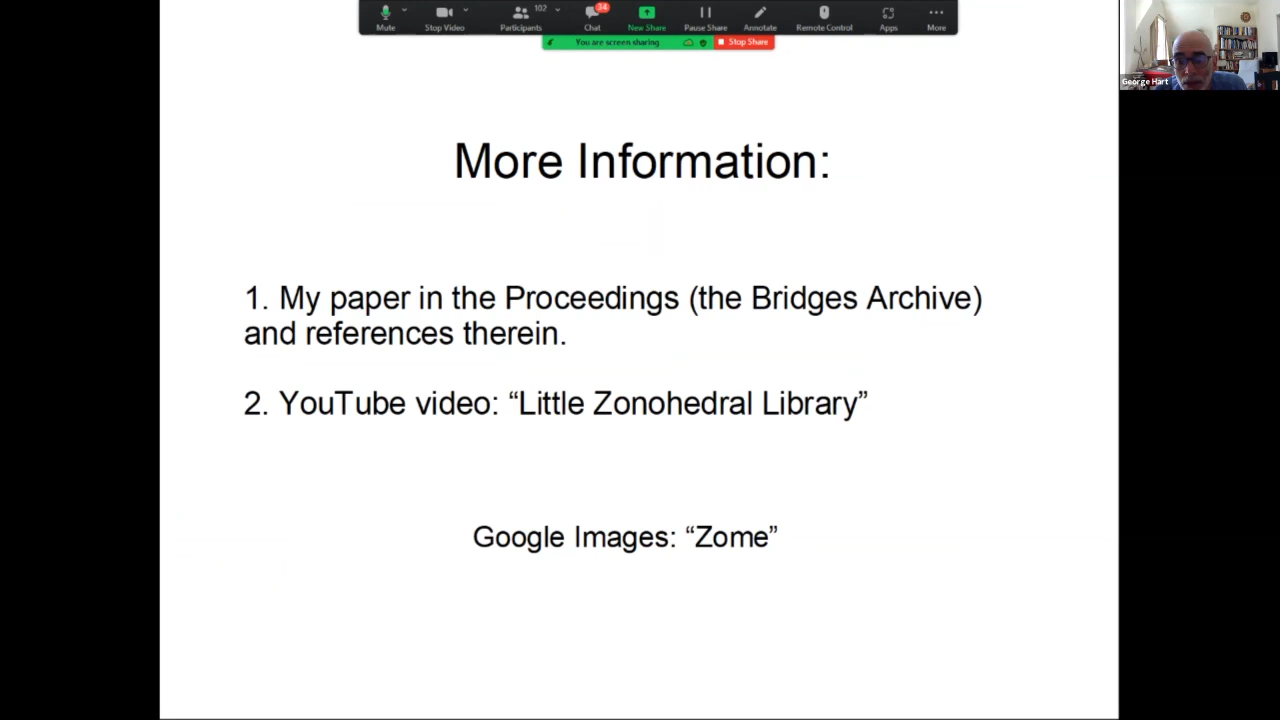 102
34
Mute
Stop Video
Participants
Chat
New Share
Pause Share
Annotate
Remote Control
Apps
More
You are screen sharing
Stop Share
George Hart
More Information:
1. My paper in the Proceedings (the Bridges Archive)
and references therein.
2. YouTube video: “Little Zonohedral Library”
Google Images: “Zome”